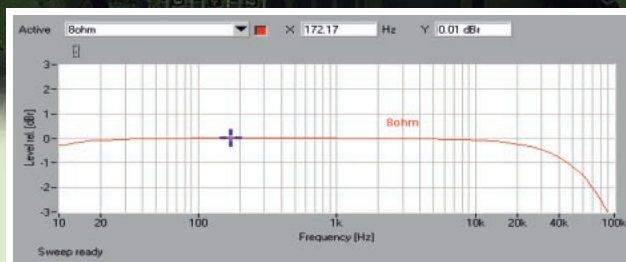 Active 8ohm X 172.17 Hz Y 0.01 dBr
3
2
1
0
-1
-2
-3
Level rel. [dBr]
8ohm
10 20 100 1k 10k 20k 40k 100k
Frequency [Hz]
Sweep ready